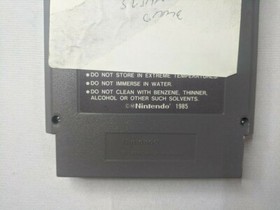 • DO NOT STORE IN EXTREME TEMPERATURES.
• DO NOT IMMERSE IN WATER.
• DO NOT CLEAN WITH BENZENE, THINNER,
ALCOHOL OR OTHER SUCH SOLVENTS.
©® Nintendo 1985